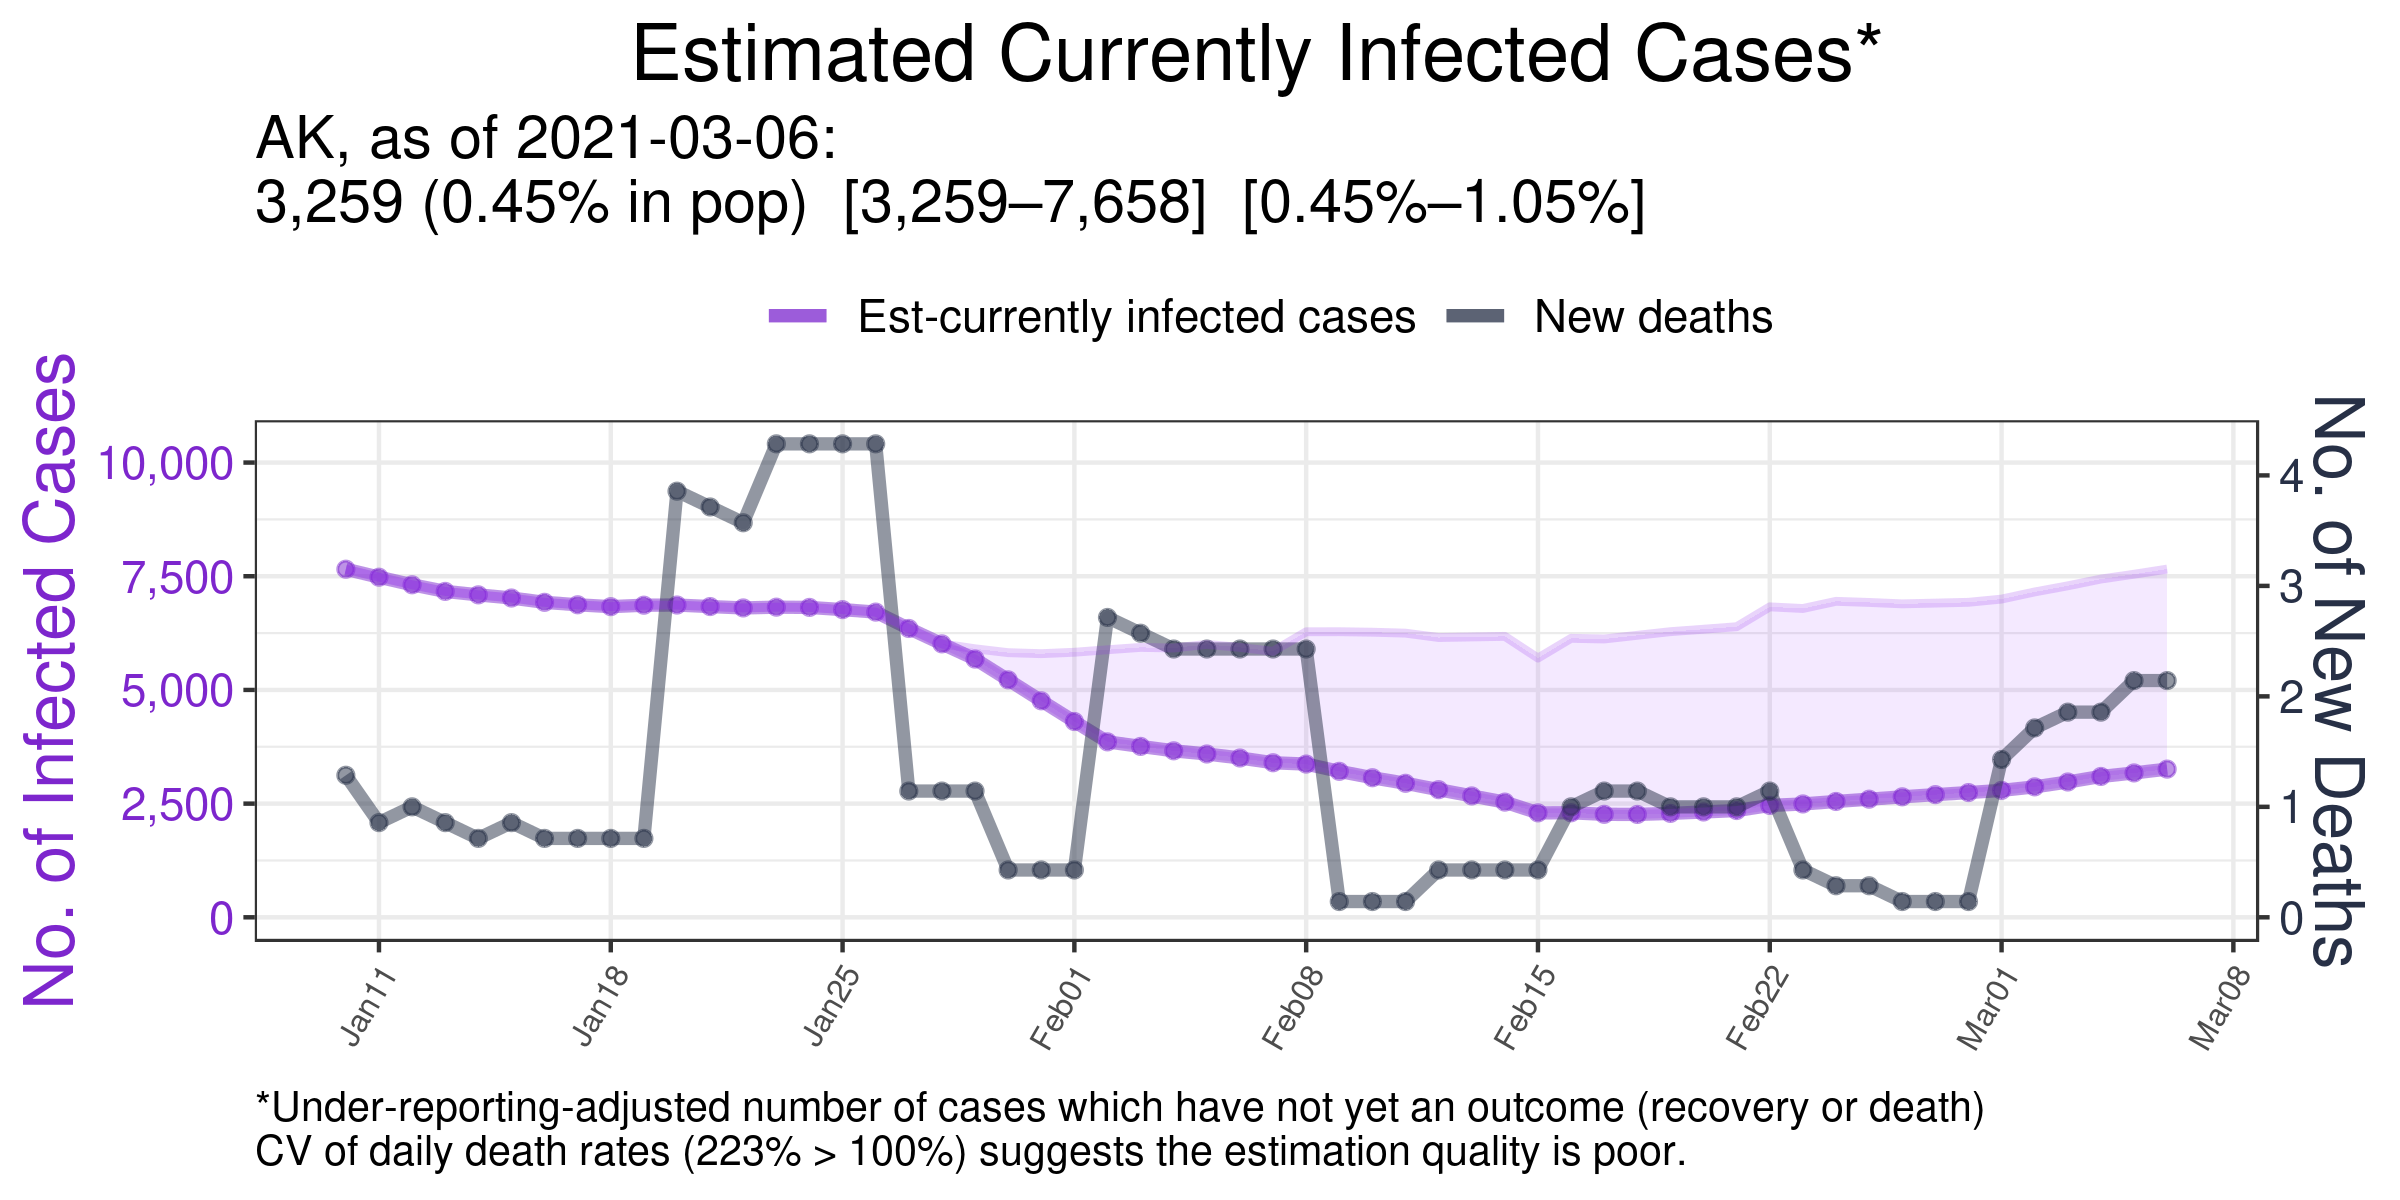 Estimated Currently Infected Cases*
AK, as of 2021-03-06:
3,259 (0.45% in pop)  [3,259–7,658]  [0.45%–1.05%]
Est-currently infected cases
New deaths
No. of Infected Cases
10,000
7,500
5,000
2,500
0
No. of New Deaths
4
3
2
1
0
Jan11
Jan18
Jan25
Feb01
Feb08
Feb15
Feb22
Mar01
Mar08
*Under-reporting-adjusted number of cases which have not yet an outcome (recovery or death)
CV of daily death rates (223% > 100%) suggests the estimation quality is poor.